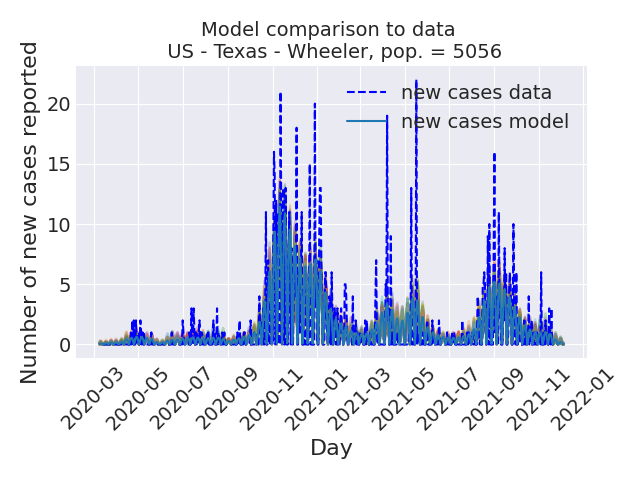 Model comparison to data
US - Texas - Wheeler, pop. = 5056
Number of new cases reported
20
15
10
5
0
new cases data
new cases model
2020-03
2020-05
2020-07
2020-09
2020-11
2021-01
2021-03
2021-05
2021-07
2021-09
2021-11
2022-01
Day